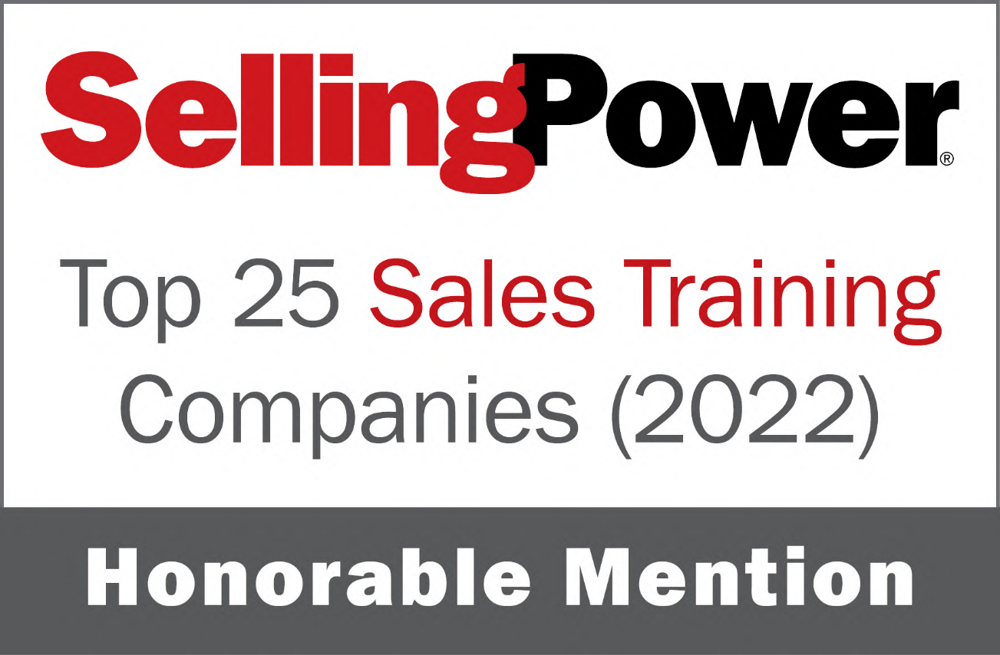 SellingPower®
Top 25 Sales Training
Companies (2022)
Honorable Mention